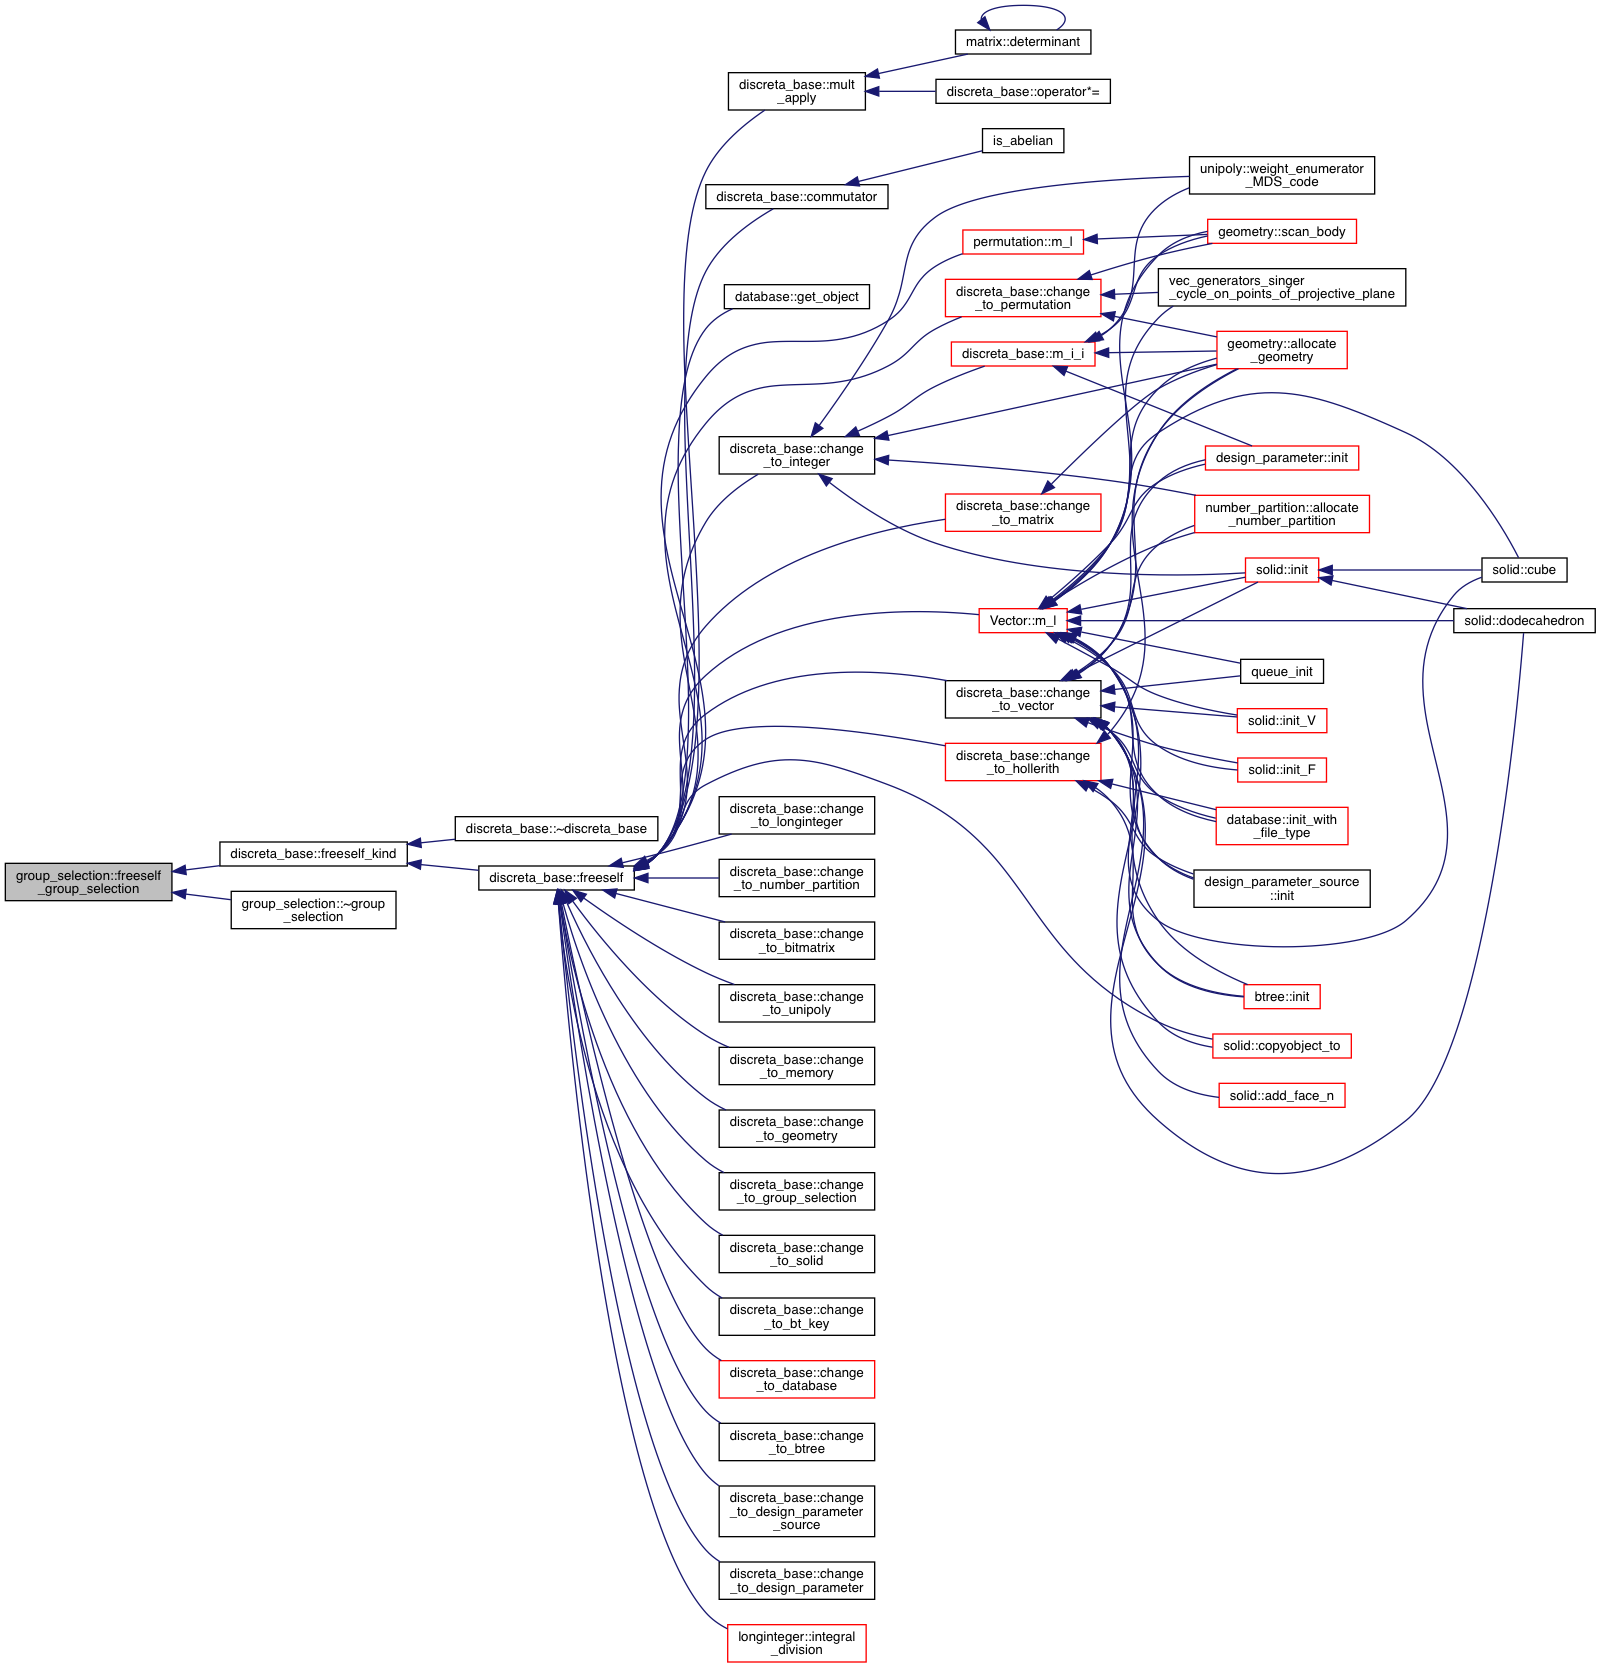 group_selection::freeself
_group_selection
discreta_base::freeself_kind
group_selection::~group
_selection
discreta_base::~discreta_base
discreta_base::freeself
discreta_base::mult
_apply
discreta_base::commutator
database::get_object
discreta_base::change
_to_integer
discreta_base::change
_to_longinteger
discreta_base::change
_to_number_partition
discreta_base::change
_to_bitmatrix
discreta_base::change
_to_unipoly
discreta_base::change
_to_memory
discreta_base::change
_to_geometry
discreta_base::change
_to_group_selection
discreta_base::change
_to_solid
discreta_base::change
_to_bt_key
discreta_base::change
_to_database
discreta_base::change
_to_btree
discreta_base::change
_to_design_parameter
_source
discreta_base::change
_to_design_parameter
longinteger::integral
_division
matrix::determinant
discreta_base::operator*=
is_abelian
permutation::m_l
discreta_base::change
_to_permutation
discreta_base::m_i_i
discreta_base::change
_to_matrix
Vector::m_l
discreta_base::change
_to_vector
discreta_base::change
_to_hollerith
unipoly::weight_enumerator
_MDS_code
geometry::scan_body
vec_generators_singer
_cycle_on_points_of_projective_plane
geometry::allocate
_geometry
design_parameter::init
number_partition::allocate
_number_partition
solid::init
queue_init
solid::init_V
solid::init_F
database::init_with
_file_type
design_parameter_source
::init
btree::init
solid::copyobject_to
solid::add_face_n
solid::cube
solid::dodecahedron